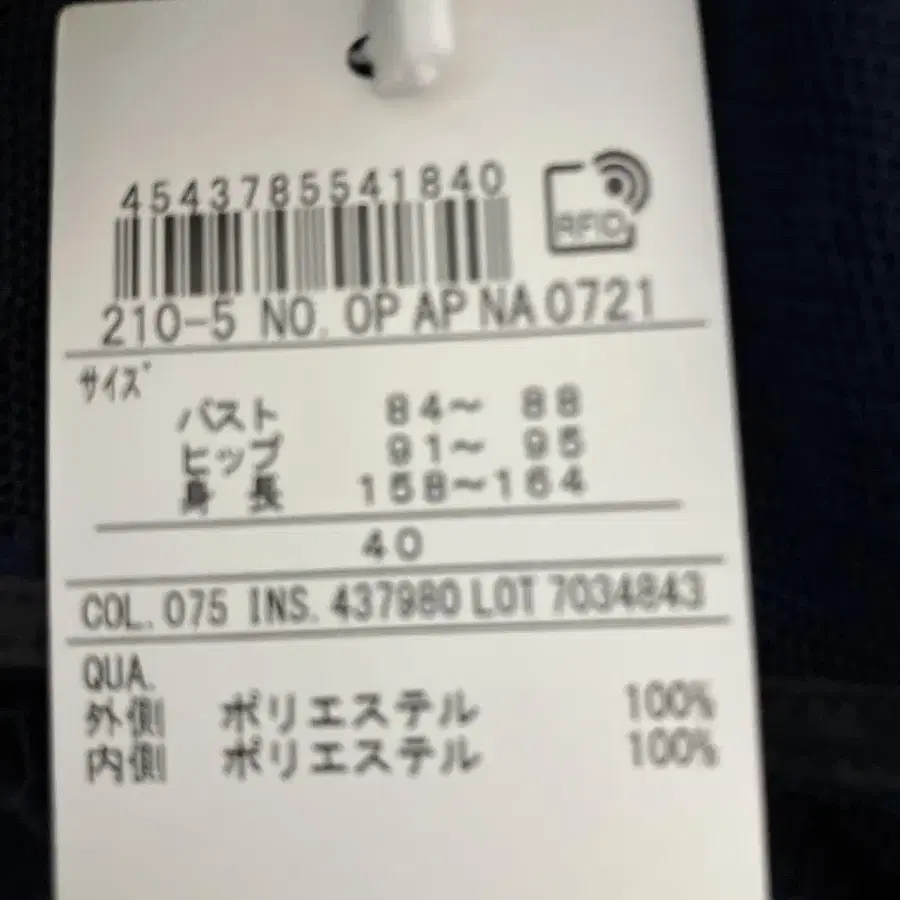 4543785541840
RFID
210-5 NO. OP AP NA0721
サイズ
バスト 84～ 88
ヒップ 91～ 95
身 長 158～164
40
COL. 075 INS. 437980 LOT 7034843
QUA.
外側 ポリエステル 100%
内側 ポリエステル 100%